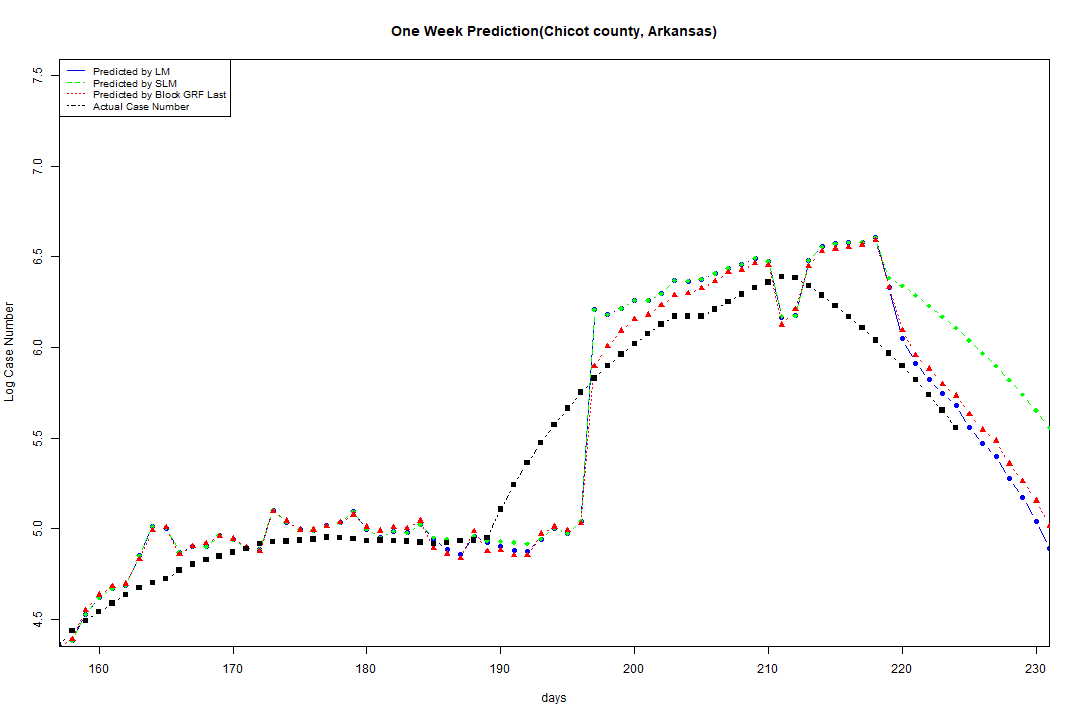 One Week Prediction(Chicot county, Arkansas)
Predicted by LM
Predicted by SLM
Predicted by Block GRF Last
Actual Case Number
7.5
7.0
6.5
6.0
5.5
5.0
4.5
Log Case Number
160 170 180 190 200 210 220 230
days